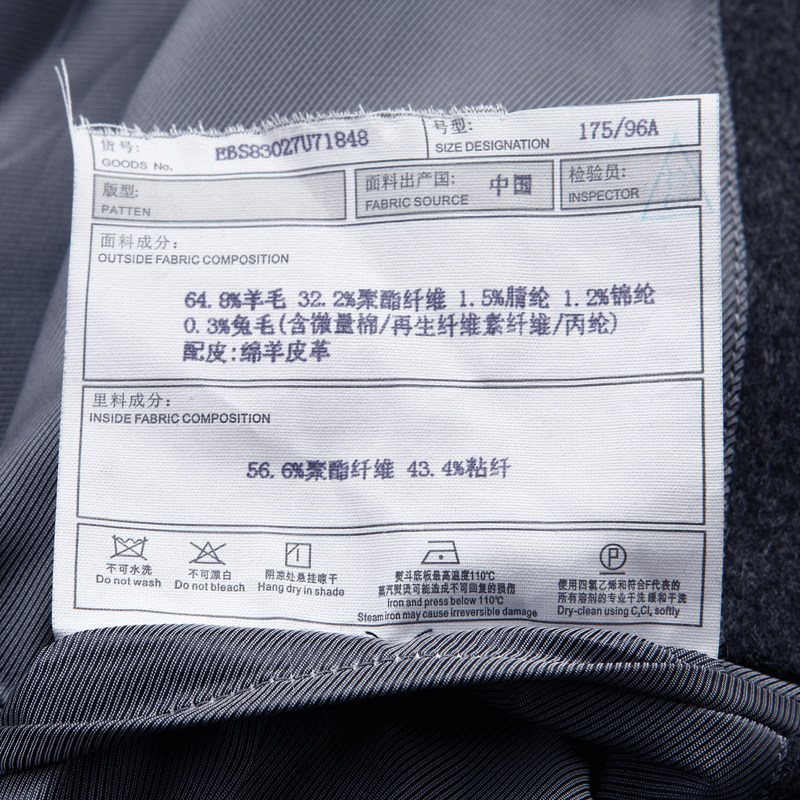 货号: EBS83027U71848
GOODS No.
号型: 175/96A
SIZE DESIGNATION
版型:
PATTEN
面料出产国: 中国
FABRIC SOURCE
检验员:
INSPECTOR
面料成分:
OUTSIDE FABRIC COMPOSITION
64.8%羊毛 32.2%聚酯纤维 1.5%腈纶 1.2%锦纶
0.3%兔毛(含微量棉/再生纤维素纤维/丙纶)
配皮:绵羊皮革
里料成分:
INSIDE FABRIC COMPOSITION
56.6%聚酯纤维 43.4%粘纤
不可水洗
Do not wash
不可漂白
Do not bleach
阴凉处悬挂晾干
Hang dry in shade
熨斗底板最高温度110℃
蒸汽熨烫可能造成不可回复的损伤
Iron and press below 110℃
Steam iron may cause irreversible damage
P
使用四氯乙烯和符合F代表的
所有溶剂的专业干洗缓和干洗
Dry-clean using C₂Cl₄ softly